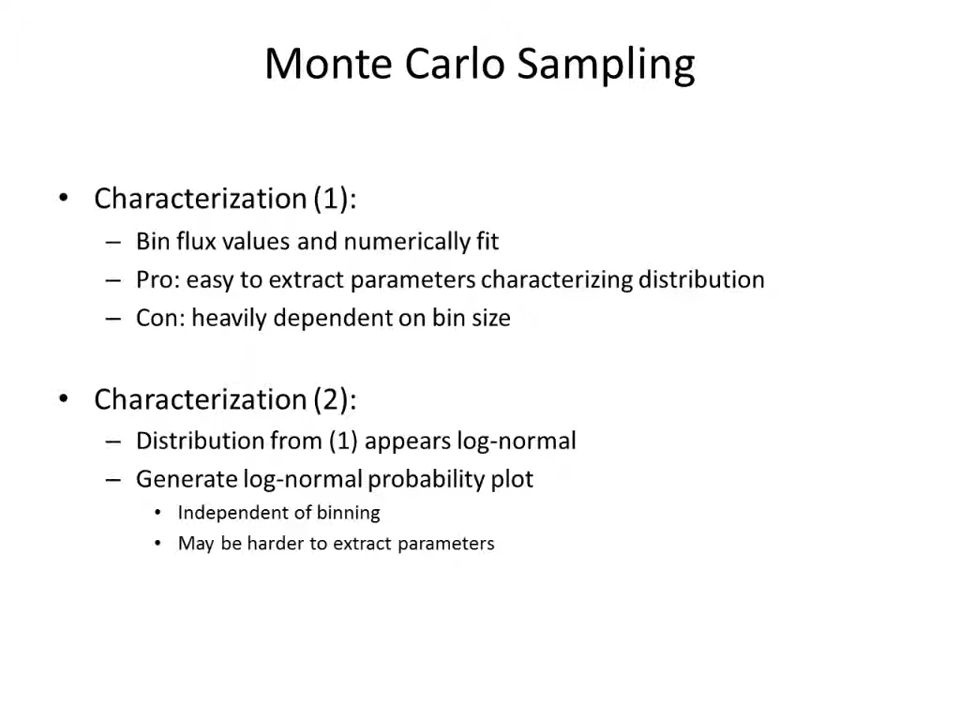 Monte Carlo Sampling
• Characterization (1):
– Bin flux values and numerically fit
– Pro: easy to extract parameters characterizing distribution
– Con: heavily dependent on bin size
• Characterization (2):
– Distribution from (1) appears log-normal
– Generate log-normal probability plot
• Independent of binning
• May be harder to extract parameters